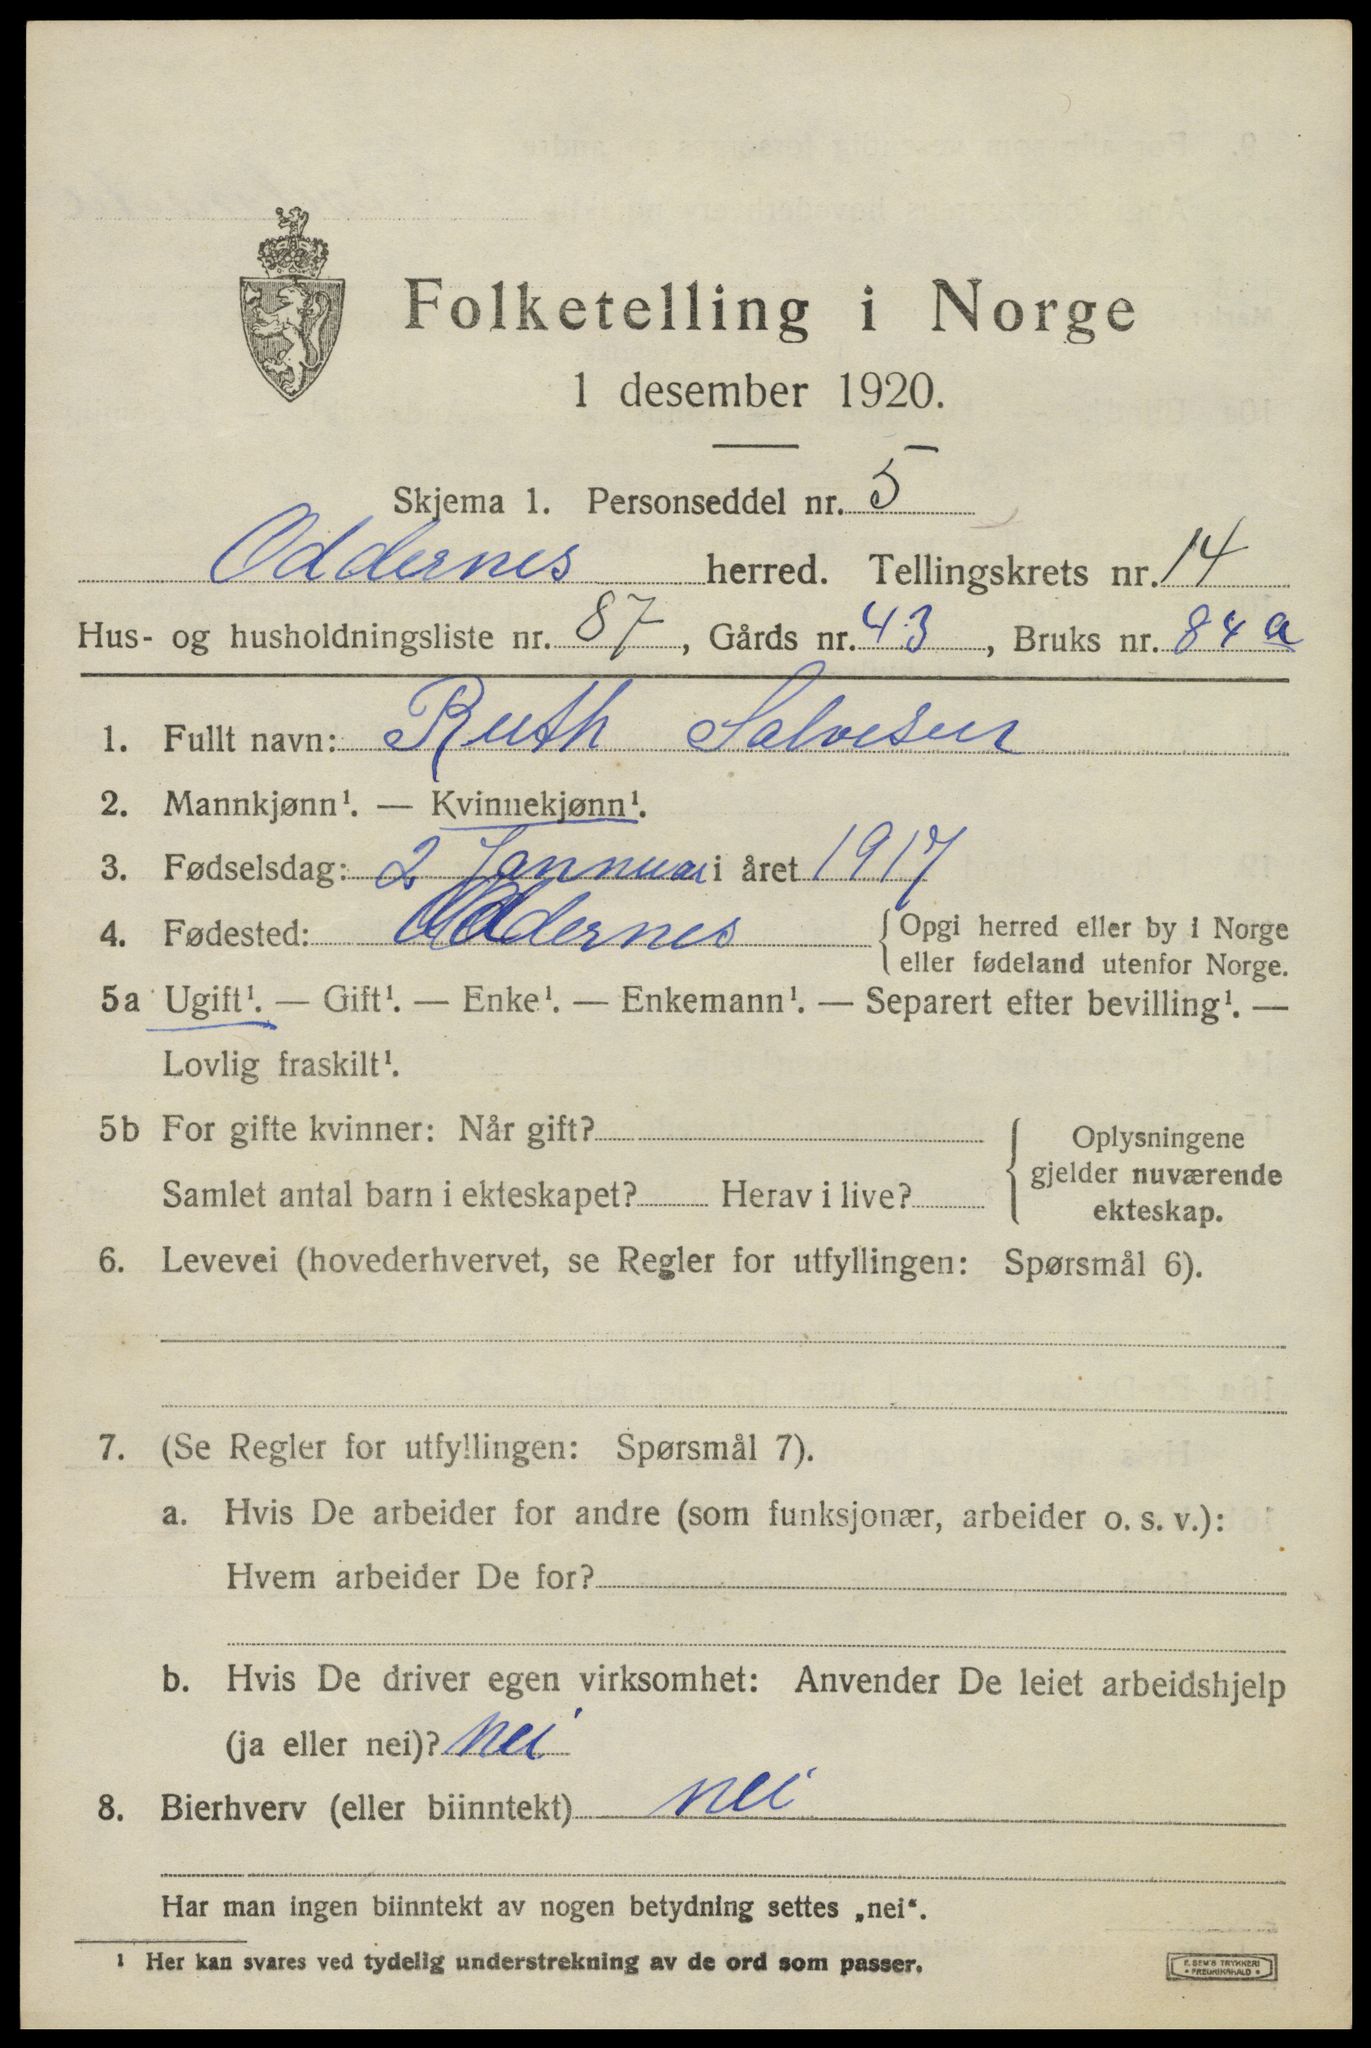 Folketelling i Norge
1 desember 1920.
Skjema 1. Personseddel nr. 5
Oddernes herred. Tellingskrets nr. 14
Hus- og husholdningsliste nr. 87, Gårds nr. 43, Bruks nr. 84 a
1. Fullt navn: Ruth Salvesen
2. Mannkjønn¹. — Kvinnekjønn¹.
3. Fødselsdag: 2 Jannuar i året 1917
4. Fødested: Oddernes {Opgi herred eller by i Norge
eller fødeland utenfor Norge.
5a Ugift¹. — Gift¹. — Enke¹. — Enkemann¹. — Separert efter bevilling¹. —
Lovlig fraskilt¹.
5b For gifte kvinner: Når gift?
Samlet antal barn i ekteskapet? Herav i live?
Oplysningene
gjelder nuværende
ekteskap.
6. Levevei (hovederhvervet, se Regler for utfyllingen: Spørsmål 6).
7. (Se Regler for utfyllingen: Spørsmål 7).
a. Hvis De arbeider for andre (som funksjonær, arbeider o. s. v.):
Hvem arbeider De for?
b. Hvis De driver egen virksomhet: Anvender De leiet arbeidshjelp
(ja eller nei)? nei
8. Bierhverv (eller biinntekt) nei
Har man ingen biinntekt av nogen betydning settes „nei“.
¹ Her kan svares ved tydelig understrekning av de ord som passer.
F. SEM'S TRYKKERI
• FREDRIKSHALD •